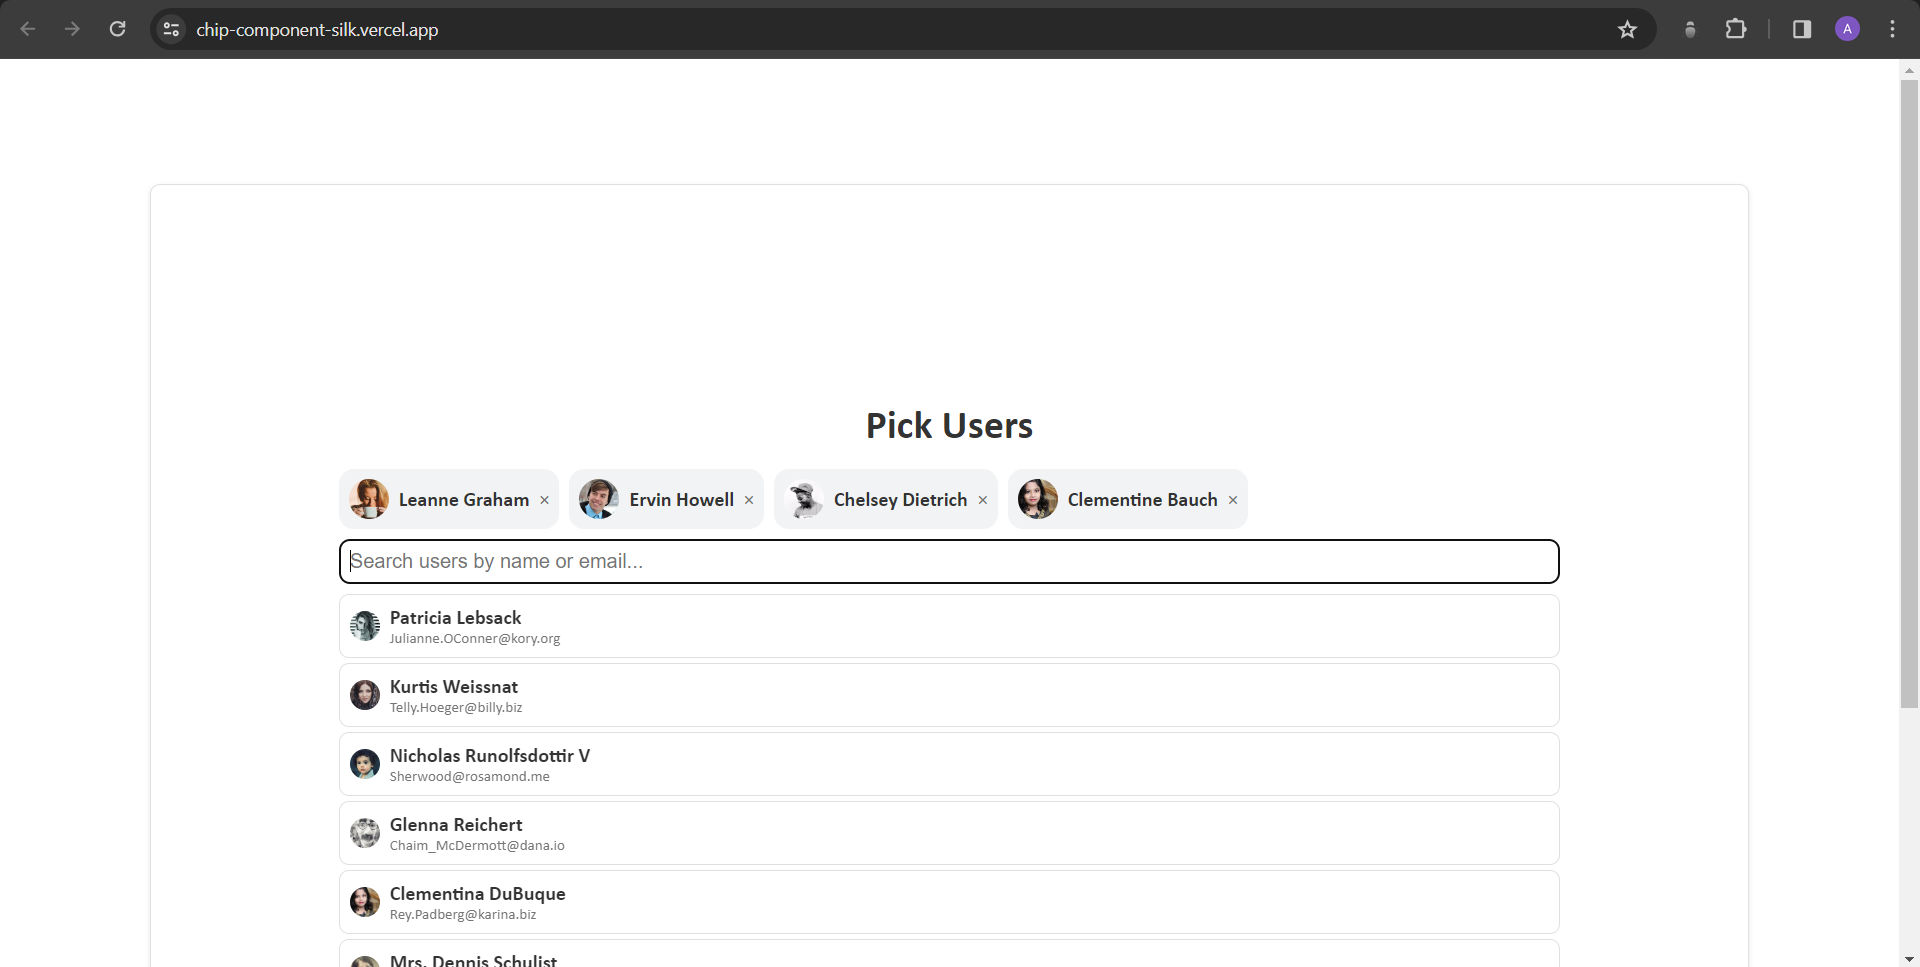 chip-component-silk.vercel.app
A
Pick Users
Leanne Graham ×
Ervin Howell ×
Chelsey Dietrich ×
Clementine Bauch ×
Search users by name or email...
Patricia Lebsack
Julianne.OConner@kory.org
Kurtis Weissnat
Telly.Hoeger@billy.biz
Nicholas Runolfsdottir V
Sherwood@rosamond.me
Glenna Reichert
Chaim_McDermott@dana.io
Clementina DuBuque
Rey.Padberg@karina.biz
Mrs. Dennis Schulist